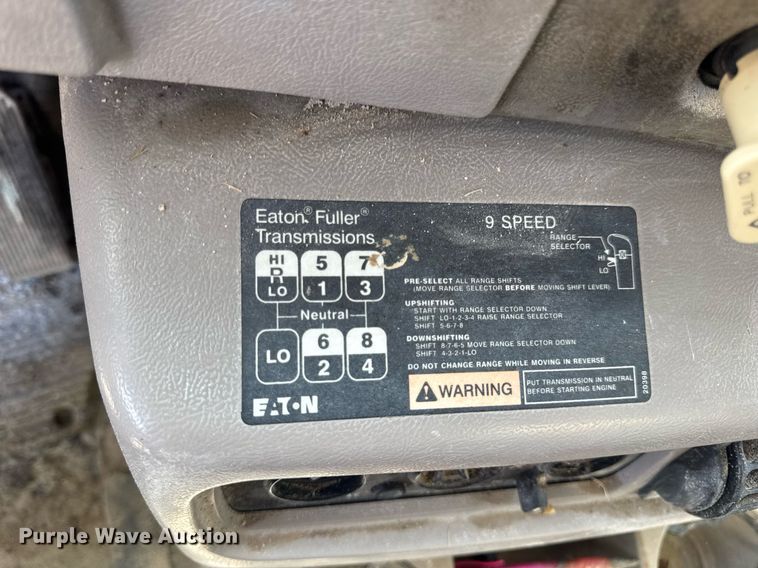 Eaton® Fuller®
Transmissions
9 SPEED
RANGE
SELECTOR
HI
LO
HI
R
LO
5
1
7
3
Neutral
LO
6
2
8
4
PRE-SELECT ALL RANGE SHIFTS
(MOVE RANGE SELECTOR BEFORE MOVING SHIFT LEVER)
UPSHIFTING
START WITH RANGE SELECTOR DOWN
SHIFT LO-1-2-3-4 RAISE RANGE SELECTOR
SHIFT 5-6-7-8
DOWNSHIFTING
SHIFT 8-7-6-5 MOVE RANGE SELECTOR DOWN
SHIFT 4-3-2-1-LO
DO NOT CHANGE RANGE WHILE MOVING IN REVERSE
WARNING
PUT TRANSMISSION IN NEUTRAL
BEFORE STARTING ENGINE
20398
EATON
PULL TO
Purple Wave Auction